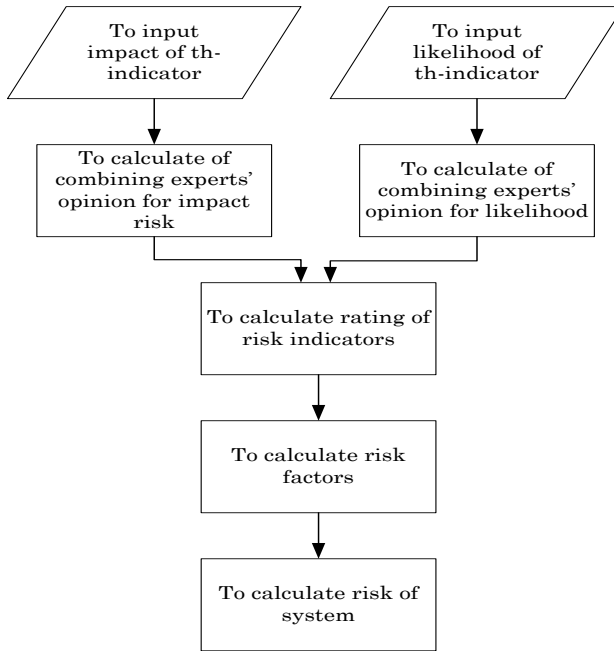 To input
impact of th-
indicator
To input
likelihood of
th-indicator
To calculate of
combining experts'
opinion for impact
risk
To calculate of
combining experts'
opinion for likelihood
To calculate rating of
risk indicators
To calculate risk
factors
To calculate risk of
system